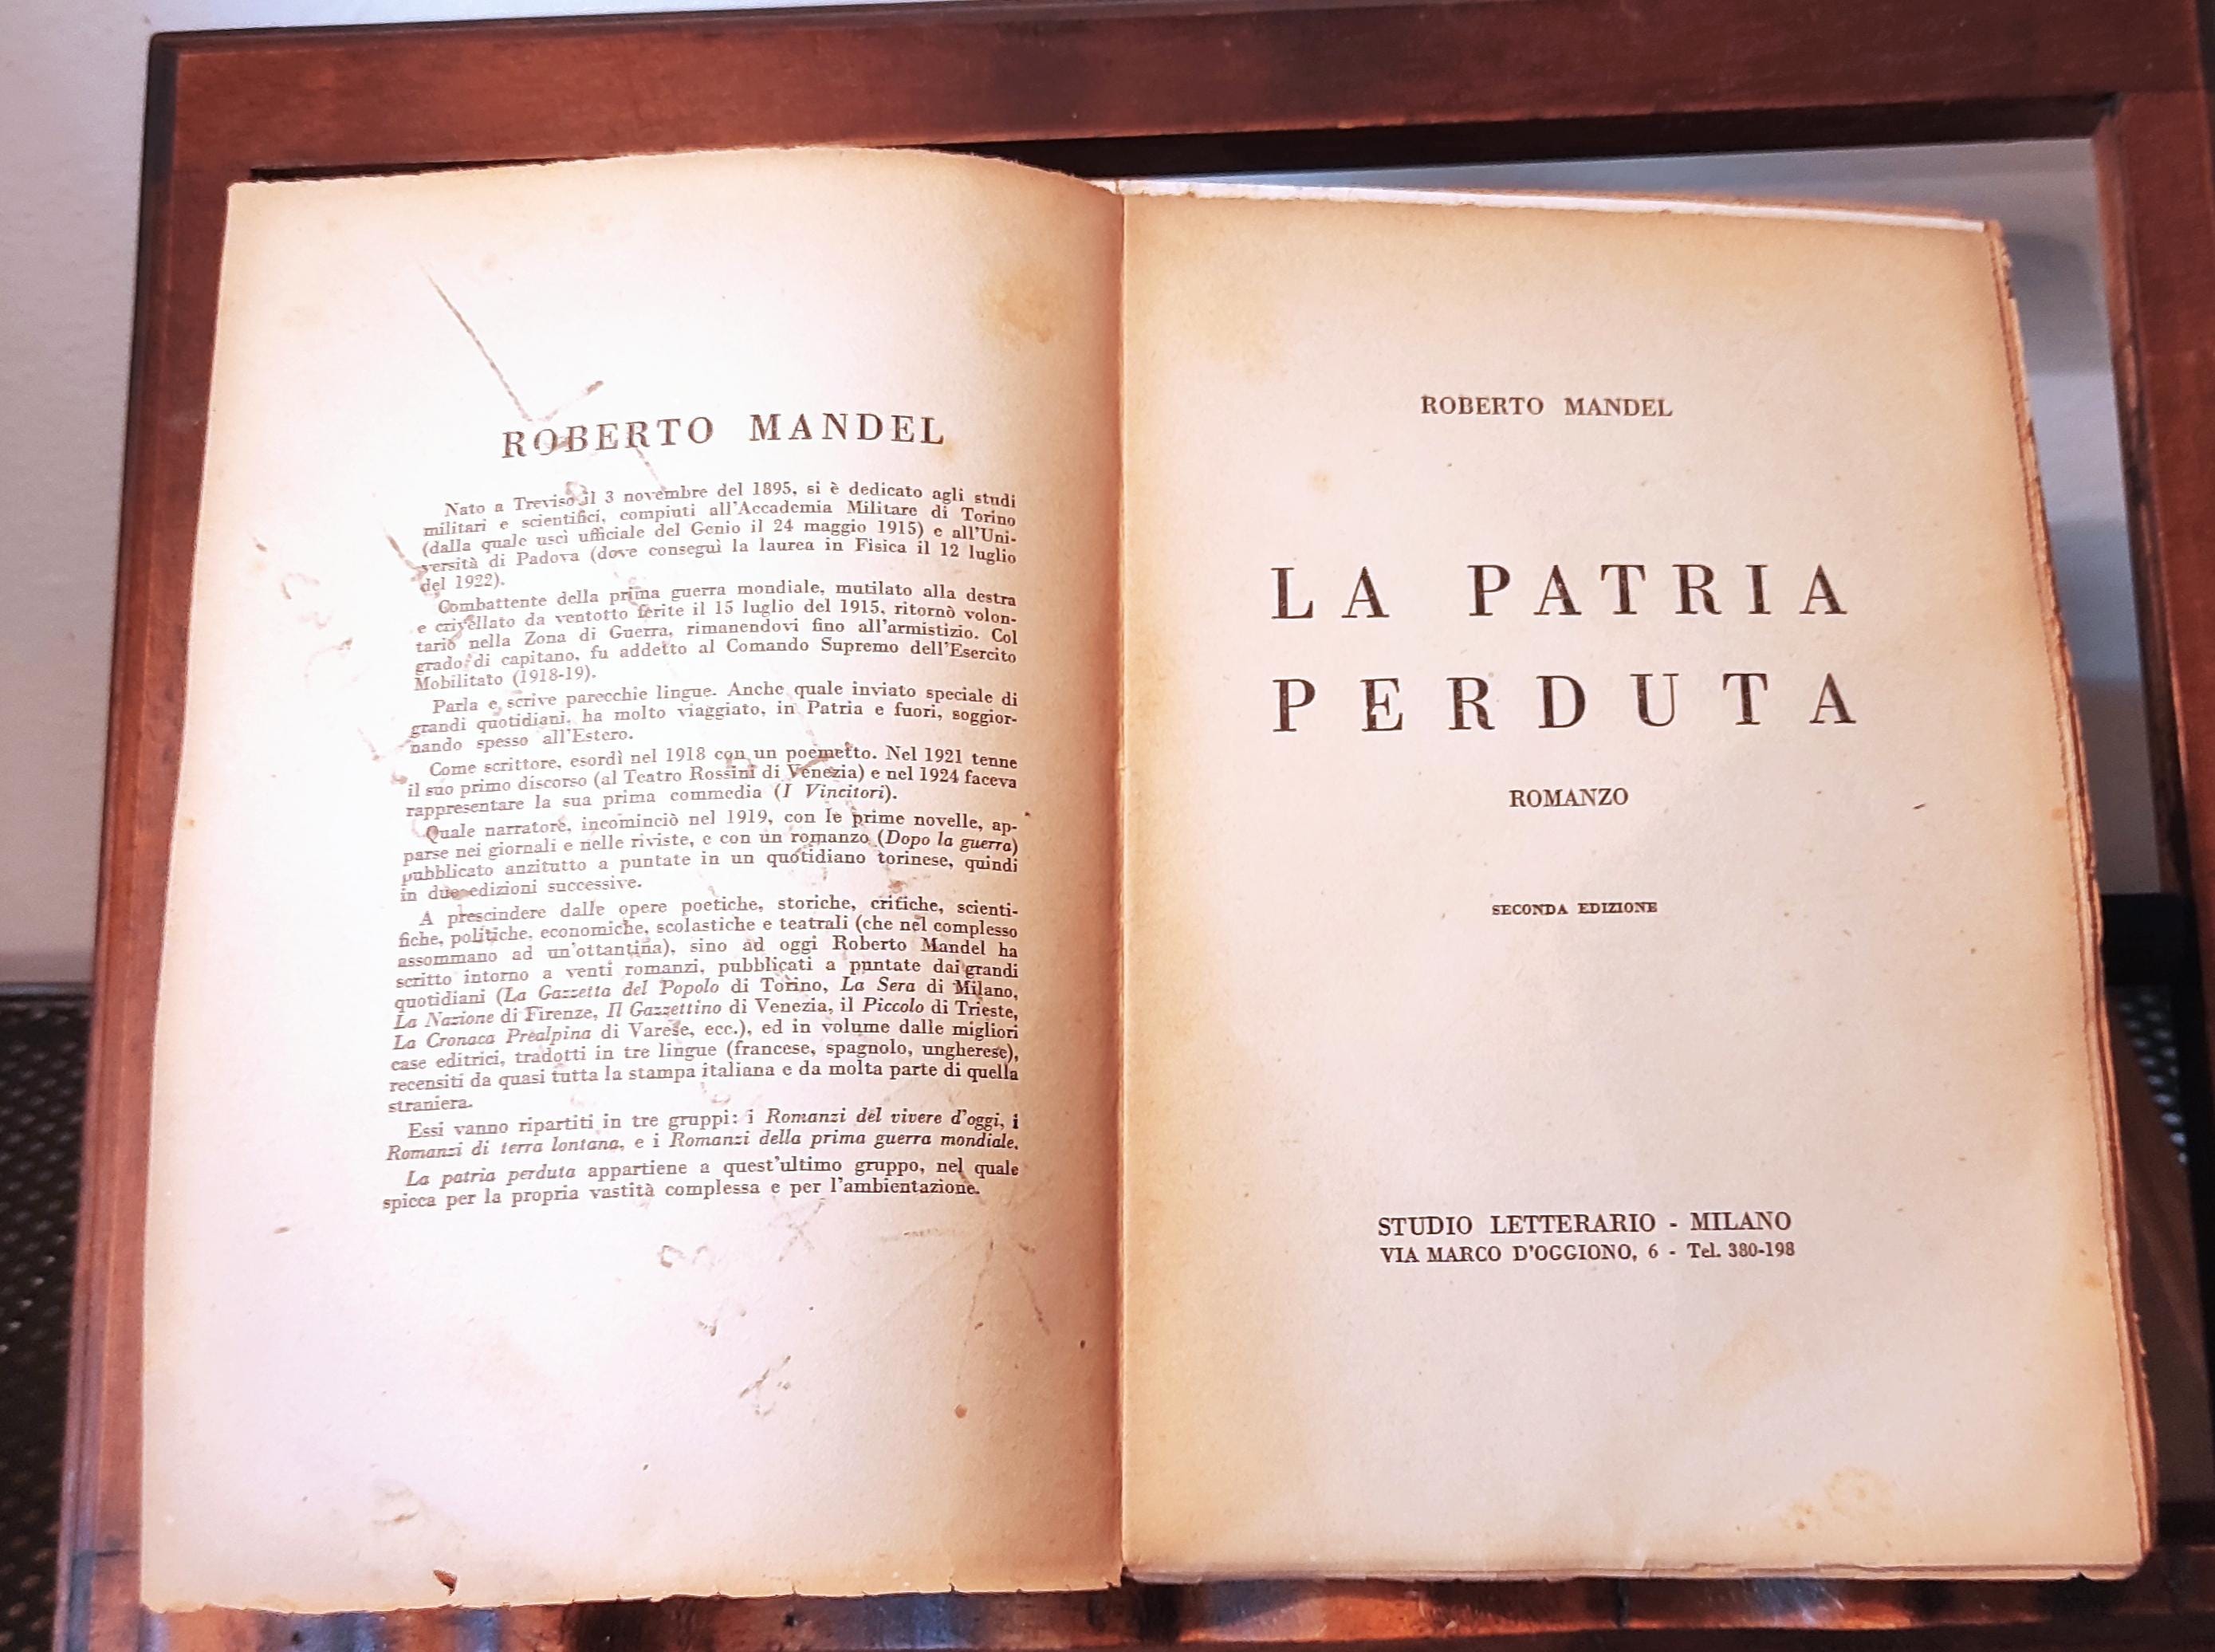 ROBERTO MANDEL
Nato a Treviso il 3 novembre del 1895, si è dedicato agli studi
militari e scientifici, compiuti all'Accademia Militare di Torino
(dalla quale uscì ufficiale del Genio il 24 maggio 1915) e all'Uni-
versità di Padova (dove conseguì la laurea in Fisica il 12 luglio
del 1922).
Combattente della prima guerra mondiale, mutilato alla destra
e crivellato da ventotto ferite il 15 luglio del 1915, ritornò volon-
tario nella Zona di Guerra, rimanendovi fino all'armistizio. Col
grado di capitano, fu addetto al Comando Supremo dell'Esercito
Mobilitato (1918-19).
Parla e scrive parecchie lingue. Anche quale inviato speciale di
grandi quotidiani, ha molto viaggiato, in Patria e fuori, soggior-
nando spesso all'Estero.
Come scrittore, esordì nel 1918 con un poemetto. Nel 1921 tenne
il suo primo discorso (al Teatro Rossini di Venezia) e nel 1924 faceva
rappresentare la sua prima commedia (I Vincitori).
Quale narratore, incominciò nel 1919, con le prime novelle, ap-
parse nei giornali e nelle riviste, e con un romanzo (Dopo la guerra)
pubblicato anzitutto a puntate in un quotidiano torinese, quindi
in due edizioni successive.
A prescindere dalle opere poetiche, storiche, critiche, scienti-
fiche, politiche, economiche, scolastiche e teatrali (che nel complesso
assommano ad un'ottantina), sino ad oggi Roberto Mandel ha
scritto intorno a venti romanzi, pubblicati a puntate dai grandi
quotidiani (La Gazzetta del Popolo di Torino, La Sera di Milano,
La Nazione di Firenze, Il Gazzettino di Venezia, il Piccolo di Trieste,
La Cronaca Prealpina di Varese, ecc.), ed in volume dalle migliori
case editrici, tradotti in tre lingue (francese, spagnolo, ungherese),
recensiti da quasi tutta la stampa italiana e da molta parte di quella
straniera.
Essi vanno ripartiti in tre gruppi: i Romanzi del vivere d'oggi, i
Romanzi di terra lontana, e i Romanzi della prima guerra mondiale.
La patria perduta appartiene a quest'ultimo gruppo, nel quale
spicca per la propria vastità complessa e per l'ambientazione.
ROBERTO MANDEL
LA PATRIA
PERDUTA
ROMANZO
SECONDA EDIZIONE
STUDIO LETTERARIO - MILANO
VIA MARCO D'OGGIONO, 6 - Tel. 380-198